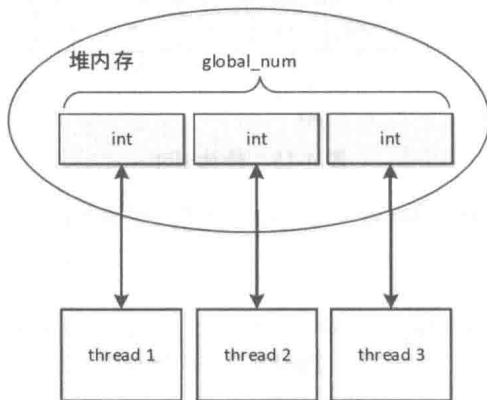 堆内存
global_num
int
int
int
thread 1
thread 2
thread 3